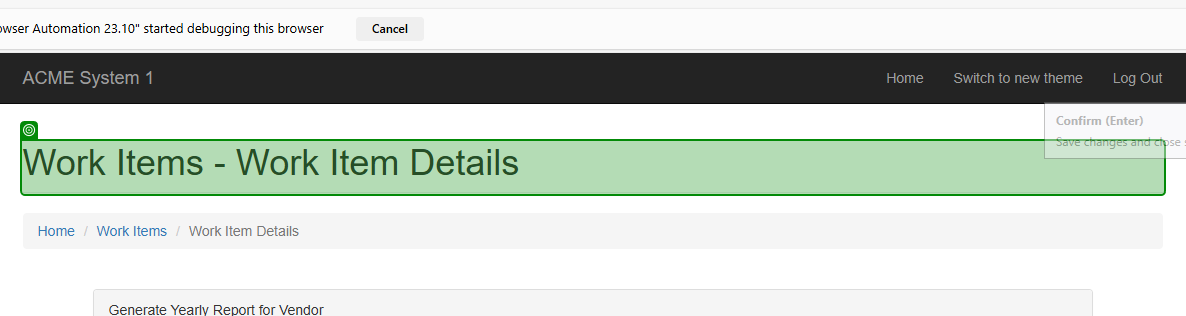 owser Automation 23.10" started debugging this browser Cancel
ACME System 1 Home Switch to new theme Log Out
Confirm (Enter)
Save changes and close s
Work Items - Work Item Details
Home / Work Items / Work Item Details
Generate Yearly Report for Vendor